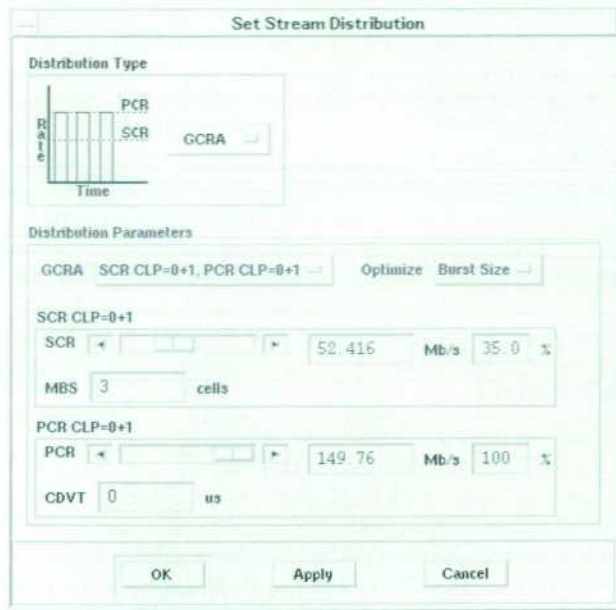 Set Stream Distribution
Distribution Type
PCR
SCR
Rate
Time
GCRA
Distribution Parameters
GCRA SCR CLP=0+1, PCR CLP=0+1 Optimize Burst Size
SCR CLP=0+1
SCR 52.416 Mb/s 35.0 %
MBS 3 cells
PCR CLP=0+1
PCR 149.76 Mb/s 100 %
CDVT 0 us
OK Apply Cancel